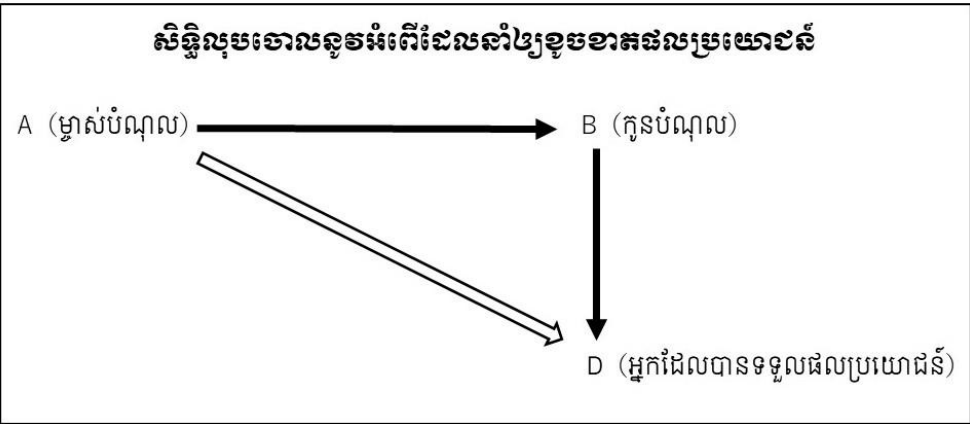 សិទ្ធិលុបចោលនូវអំពើដែលនាំឲ្យខូចខាតផលប្រយោជន៍
A (ម្ចាស់បំណុល) B (កូនបំណុល)
D (អ្នកដែលបានទទួលផលប្រយោជន៍)